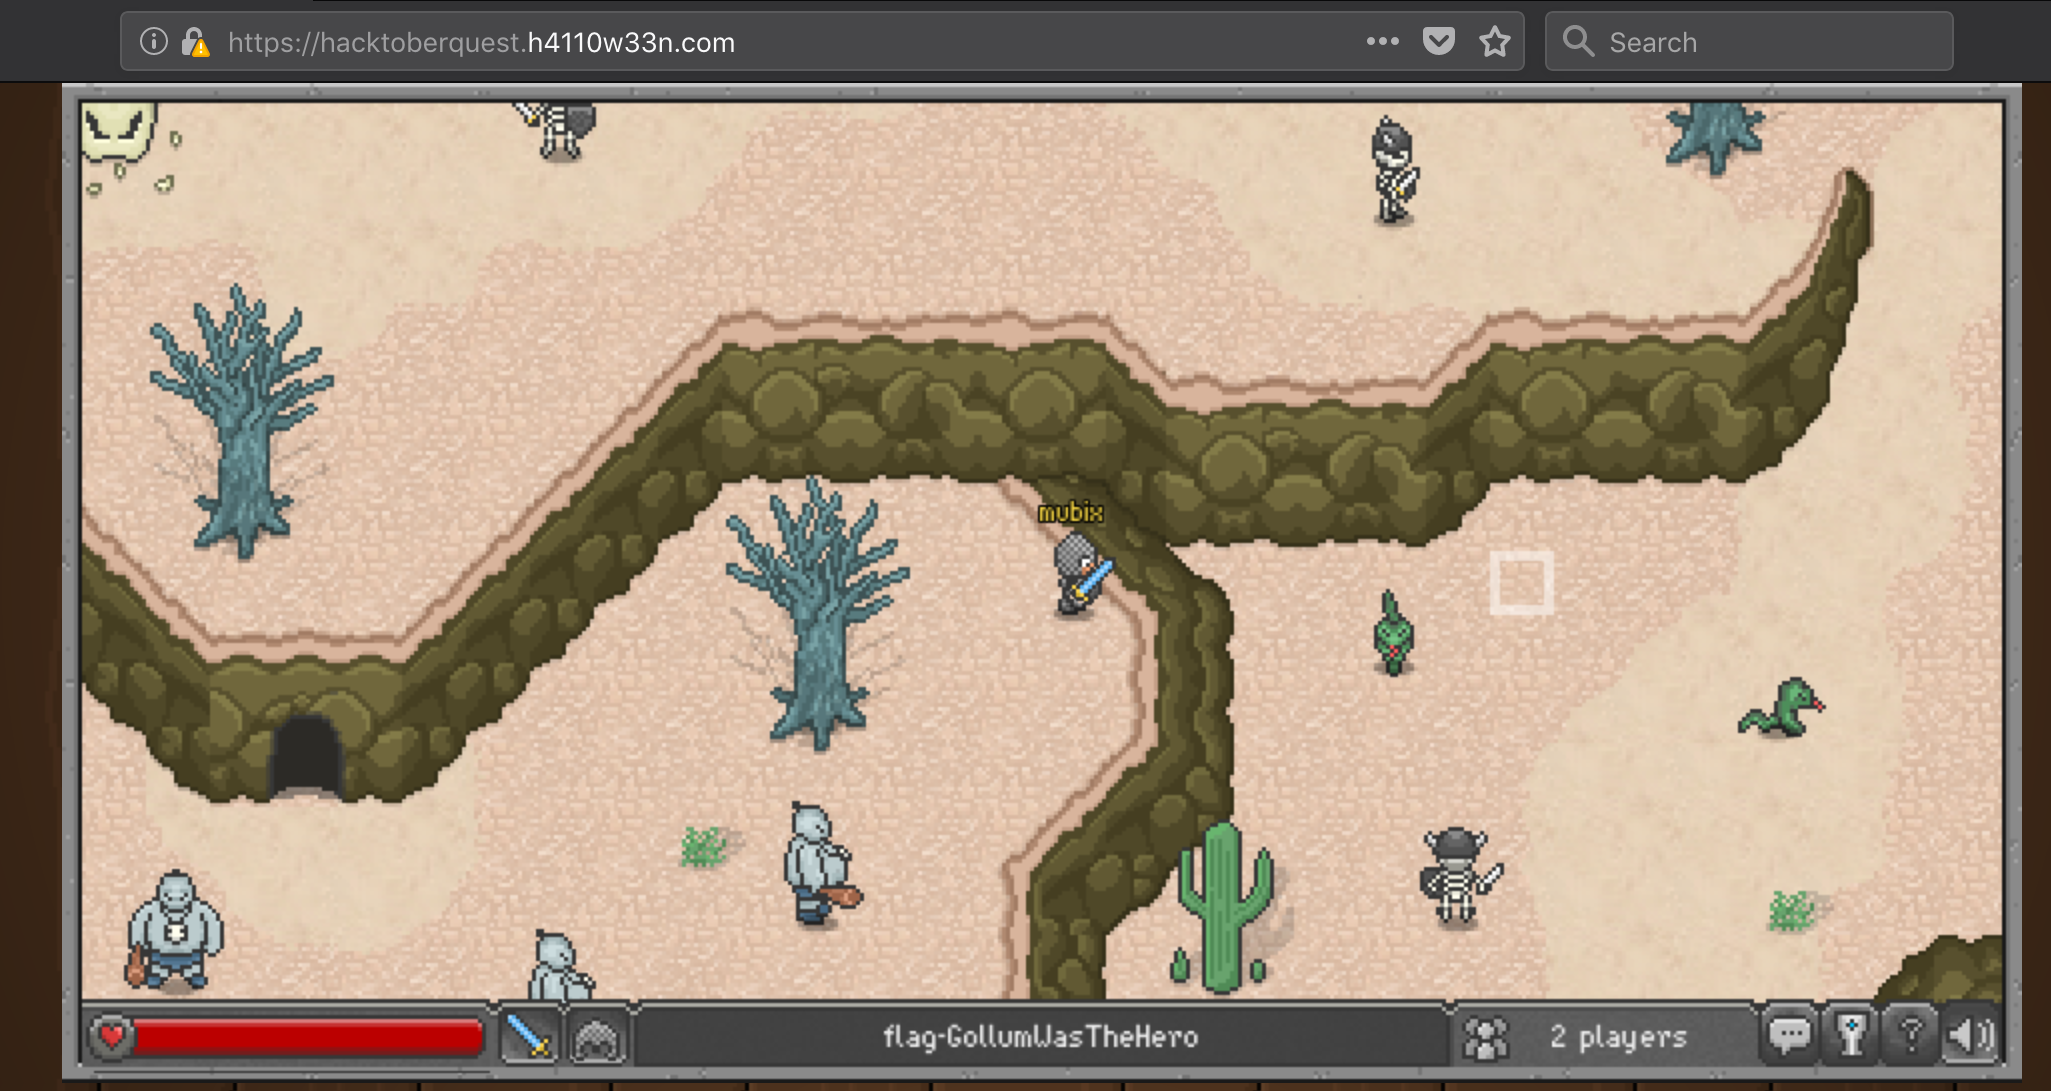 https://hacktoberquest.h4110w33n.com
Search
mubix
flag-GollumWasTheHero
2 players
?